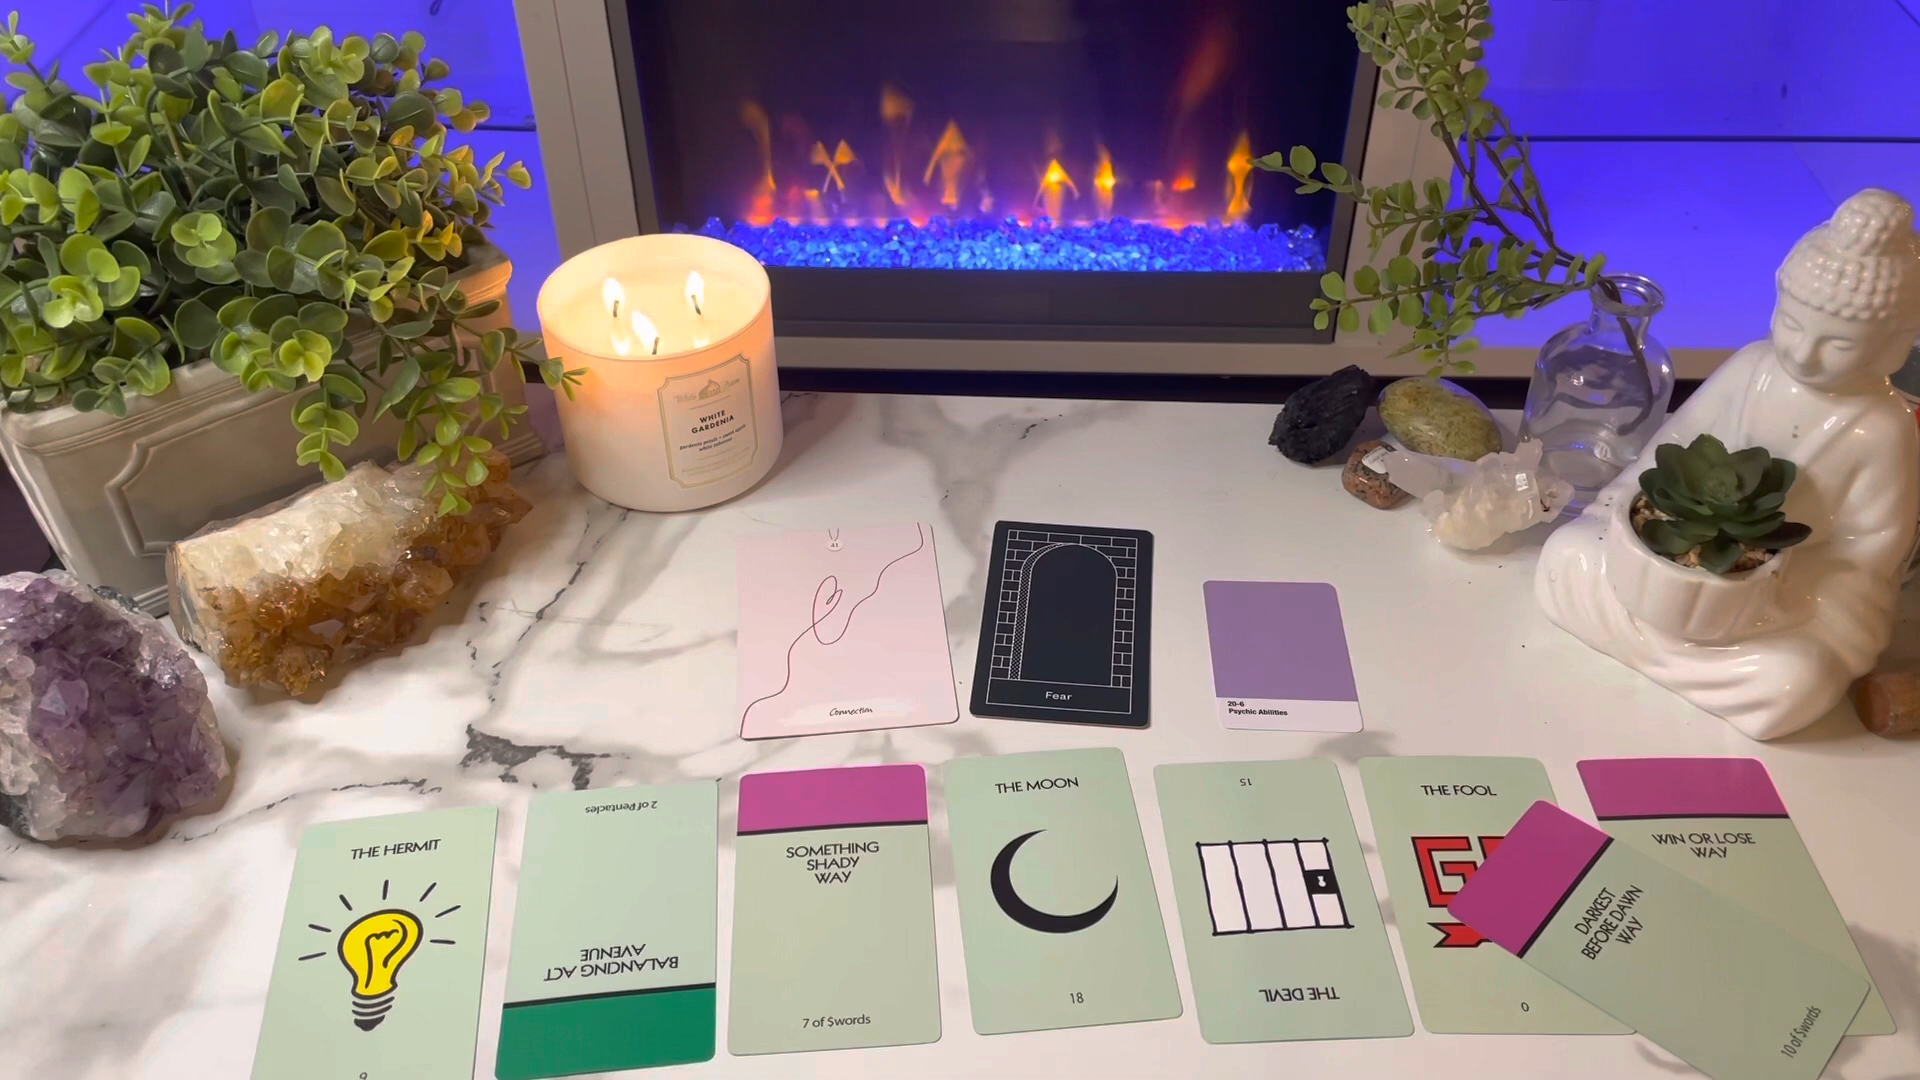 WHITE
GARDENIA
41
Connection
Fear
20-6
Psychic Abilities
THE HERMIT
9
2 of Pentacles
BALANCING ACT
AVENUE
SOMETHING
SHADY
WAY
7 of $words
THE MOON
18
15
THE DEVIL
THE FOOL
0
DARKEST
BEFORE DAWN
WAY
10 of $words
WIN OR LOSE
WAY